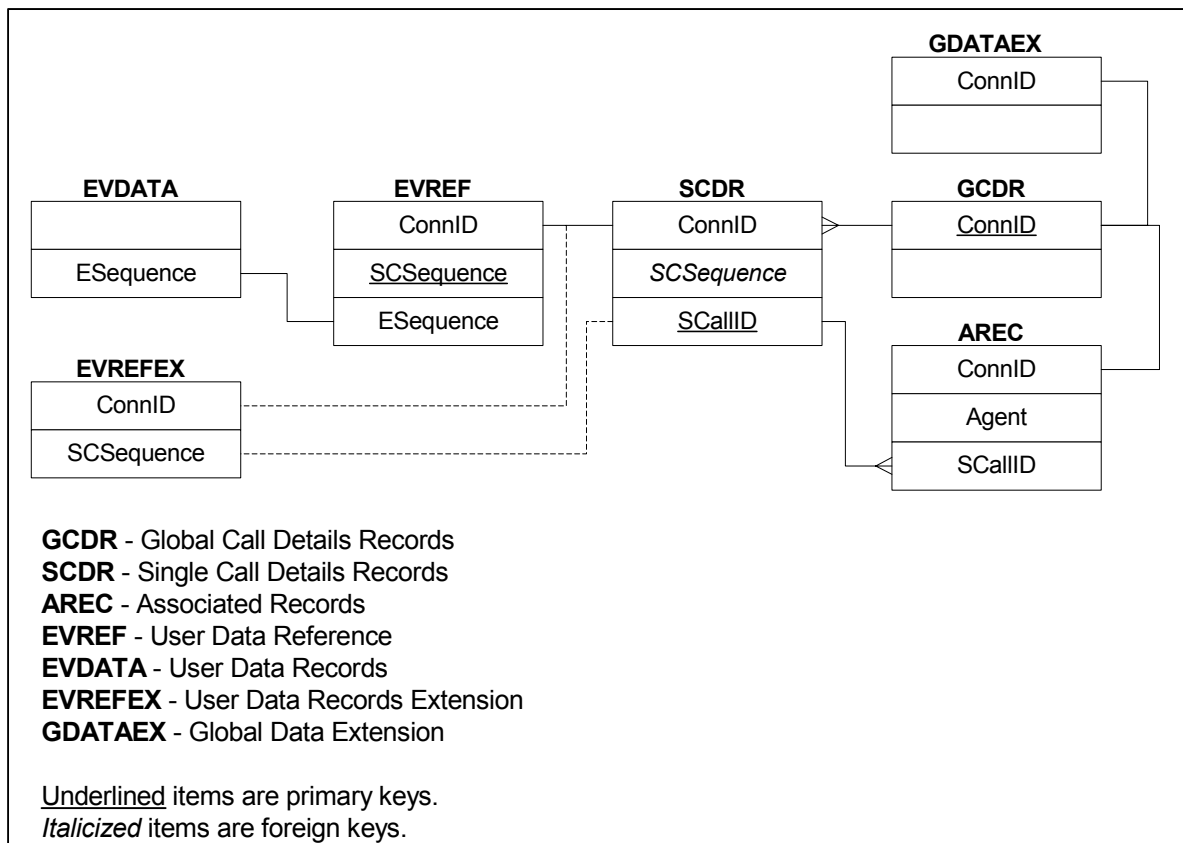 GDATAEX
ConnID
EVDATA
ESequence
EVREF
ConnID
SCSequence
ESequence
SCDR
ConnID
SCSequence
SCallID
GCDR
ConnID
EVREFEX
ConnID
SCSequence
AREC
ConnID
Agent
SCallID
GCDR - Global Call Details Records
SCDR - Single Call Details Records
AREC - Associated Records
EVREF - User Data Reference
EVDATA - User Data Records
EVREFEX - User Data Records Extension
GDATAEX - Global Data Extension
Underlined items are primary keys.
Italicized items are foreign keys.